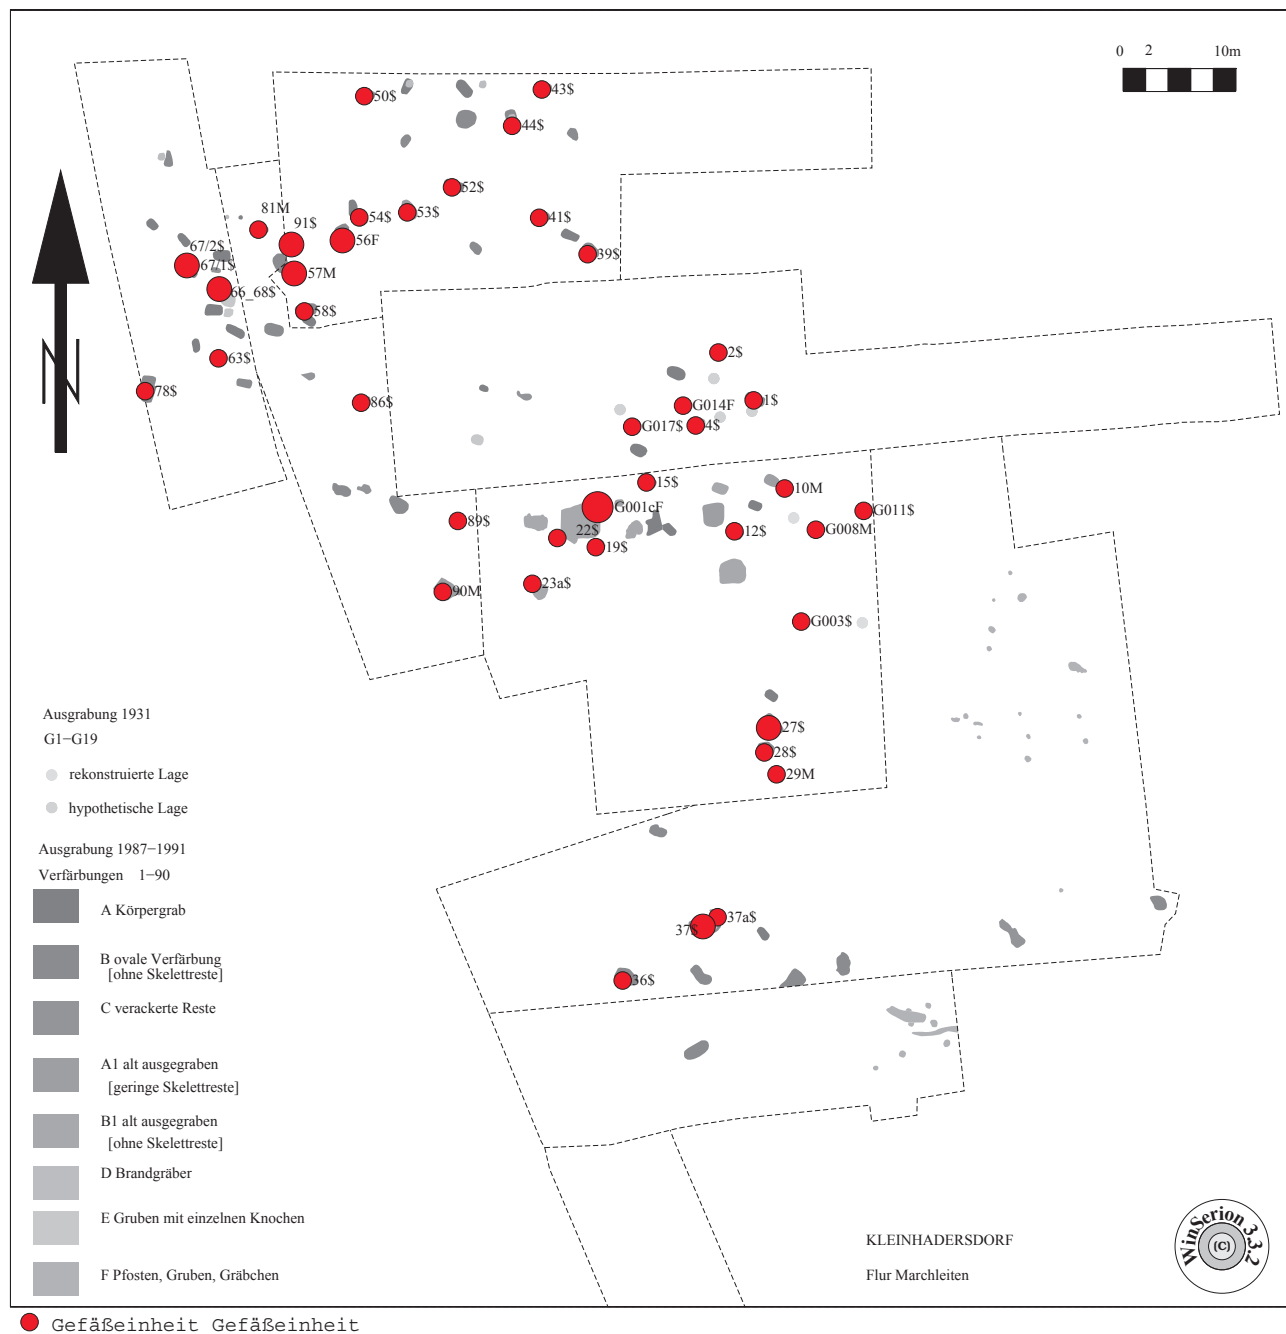 0 2 10m
50$
43$
44$
52$
81M
91$
54$
53$
41$
56F
39$
67/2$
67/1$
57M
66_68$
58$
2$
63$
78$
86$
G014F
1$
G017$
4$
15$
10M
G001cF
G011$
89$
22$
12$
G008M
19$
23a$
90M
G003$
27$
28$
29M
37a$
37$
36$
N
Ausgrabung 1931
G1−G19
rekonstruierte Lage
hypothetische Lage
Ausgrabung 1987−1991
Verfärbungen 1−90
A Körpergrab
B ovale Verfärbung
[ohne Skelettreste]
C verackerte Reste
A1 alt ausgegraben
[geringe Skelettreste]
B1 alt ausgegraben
[ohne Skelettreste]
D Brandgräber
E Gruben mit einzelnen Knochen
F Pfosten, Gruben, Gräbchen
KLEINHADERSDORF
Flur Marchleiten
WinSerion 3.3.2
(C)
Gefäßeinheit Gefäßeinheit